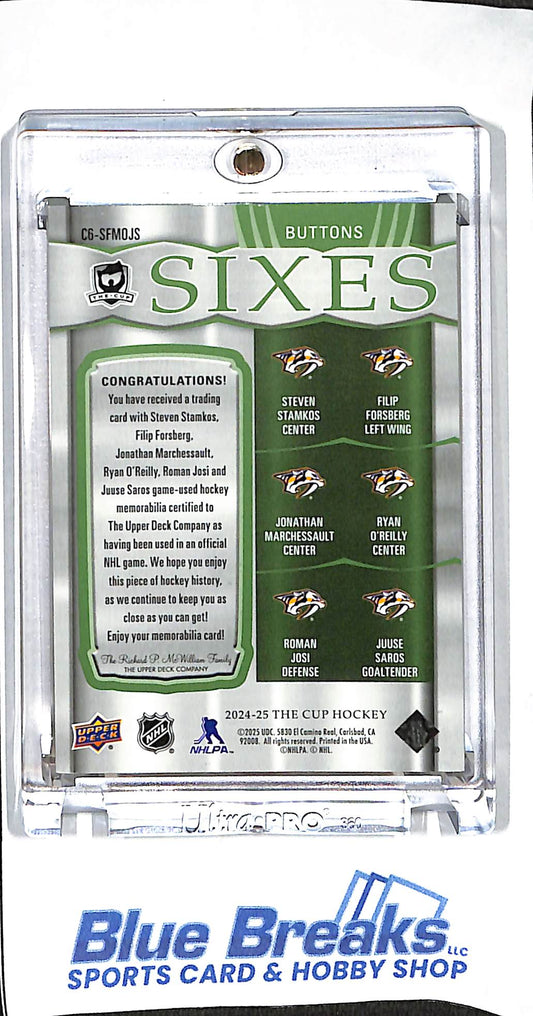 C6-SFMOJS
BUTTONS
THE·CUP
SIXES
CONGRATULATIONS!
You have received a trading
card with Steven Stamkos,
Filip Forsberg,
Jonathan Marchessault,
Ryan O'Reilly, Roman Josi and
Juuse Saros game-used hockey
memorabilia certified to
The Upper Deck Company as
having been used in an official
NHL game. We hope you enjoy
this piece of hockey history,
as we continue to keep you as
close as you can get!
Enjoy your memorabilia card!
The Richard P. McWilliam Family
THE UPPER DECK COMPANY
STEVEN
STAMKOS
CENTER
FILIP
FORSBERG
LEFT WING
JONATHAN
MARCHESSAULT
CENTER
RYAN
O'REILLY
CENTER
ROMAN
JOSI
DEFENSE
JUUSE
SAROS
GOALTENDER
UPPER
DECK
NHL
NHLPA
2024-25 THE CUP HOCKEY
©2025 UDC. 5830 El Camino Real, Carlsbad, CA
92008. All rights reserved. Printed in the USA.
©NHLPA. © NHL.
Ultra·PRO 360
Blue Breaks LLC
SPORTS CARD & HOBBY SHOP